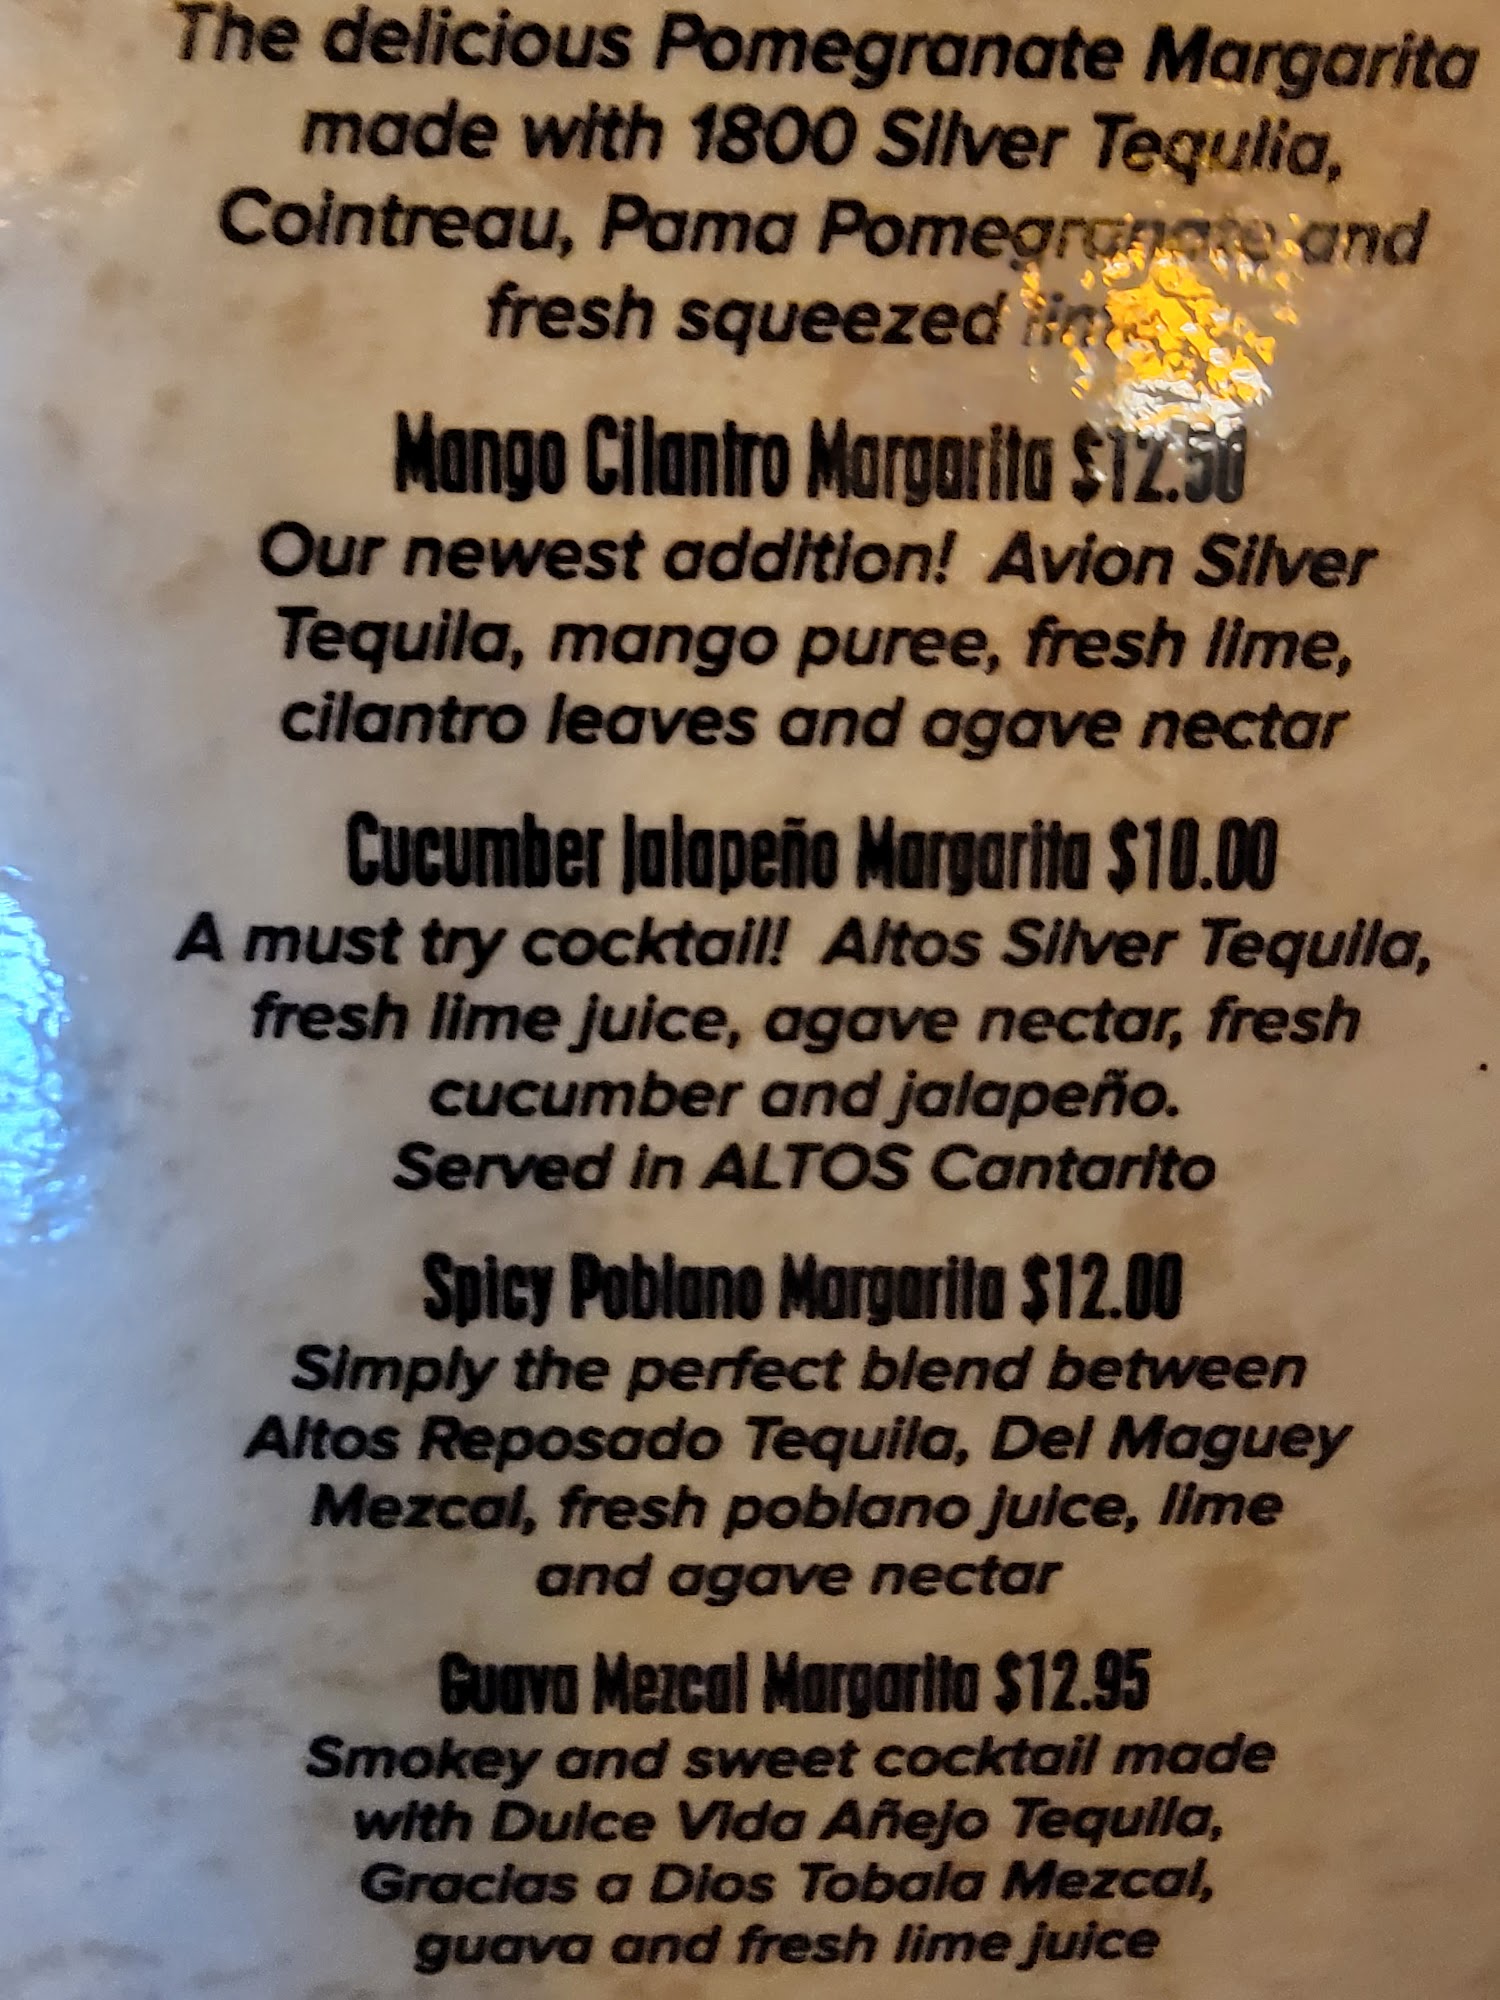 The delicious Pomegranate Margarita
made with 1800 Silver Tequlia,
Cointreau, Pama Pomegranate and
fresh squeezed
Mango Cilantro Margarita $12.50
Our newest addition! Avion Silver
Tequila, mango puree, fresh lime,
cilantro leaves and agave nectar
Cucumber Jalapeño Margarita $10.00
A must try cocktail! Altos Silver Tequila,
fresh lime juice, agave nectar, fresh
cucumber and jalapeño.
Served in ALTOS Cantarito
Spicy Poblano Margarita $12.00
Simply the perfect blend between
Altos Reposado Tequila, Del Maguey
Mezcal, fresh poblano juice, lime
and agave nectar
Guava Mezcal Margarita $12.95
Smokey and sweet cocktail made
with Dulce Vida Añejo Tequila,
Gracias a Dios Tobala Mezcal,
guava and fresh lime juice